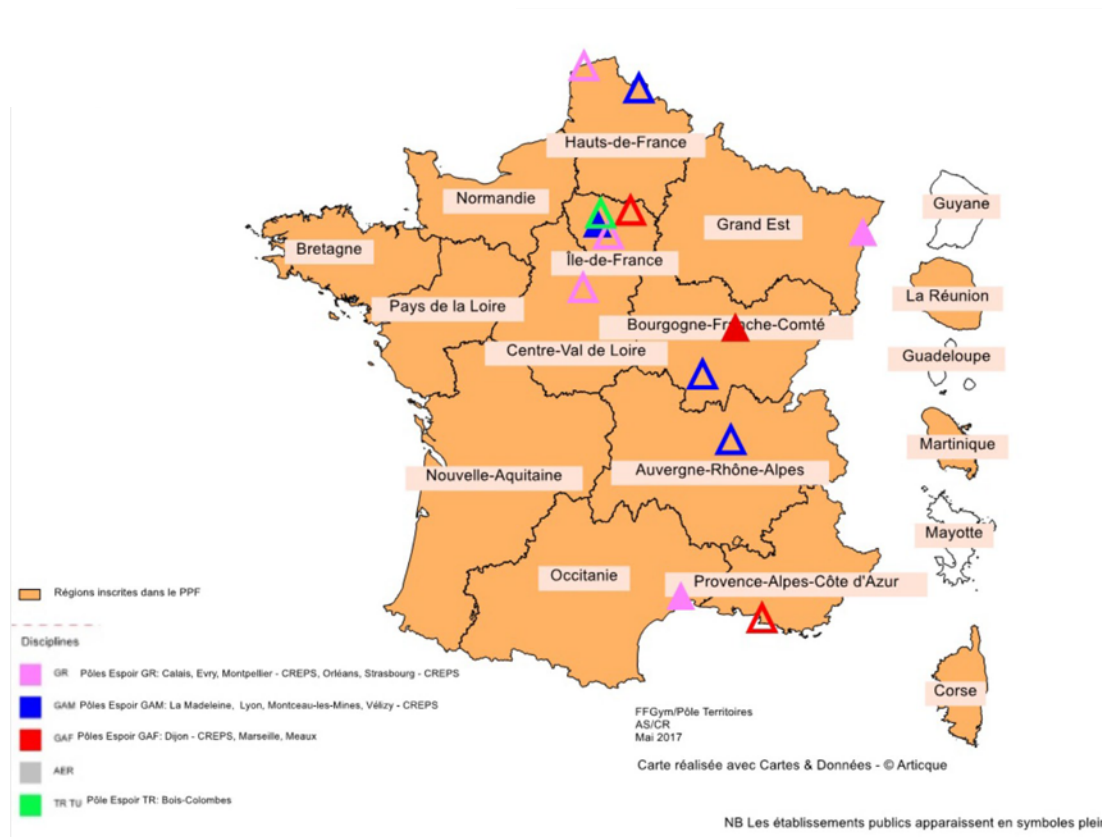 Hauts-de-France
Normandie
Grand Est
Guyane
Bretagne
Île-de-France
La Réunion
Pays de la Loire
Bourgogne-Franche-Comté
Centre-Val de Loire
Guadeloupe
Martinique
Nouvelle-Aquitaine
Auvergne-Rhône-Alpes
Mayotte
Occitanie
Provence-Alpes-Côte d'Azur
Corse
Régions inscrites dans le PPF
Disciplines
GR Pôles Espoir GR: Calais, Evry, Montpellier - CREPS, Orléans, Strasbourg - CREPS
GAM Pôles Espoir GAM: La Madeleine, Lyon, Montceau-les-Mines, Vélizy - CREPS
GAF Pôles Espoir GAF: Dijon - CREPS, Marseille, Meaux
AER
TR TU Pôle Espoir TR: Bois-Colombes
FFGym/Pôle Territoires
AS/CR
Mai 2017
Carte réalisée avec Cartes & Données - © Articque
NB Les établissements publics apparaissent en symboles plei